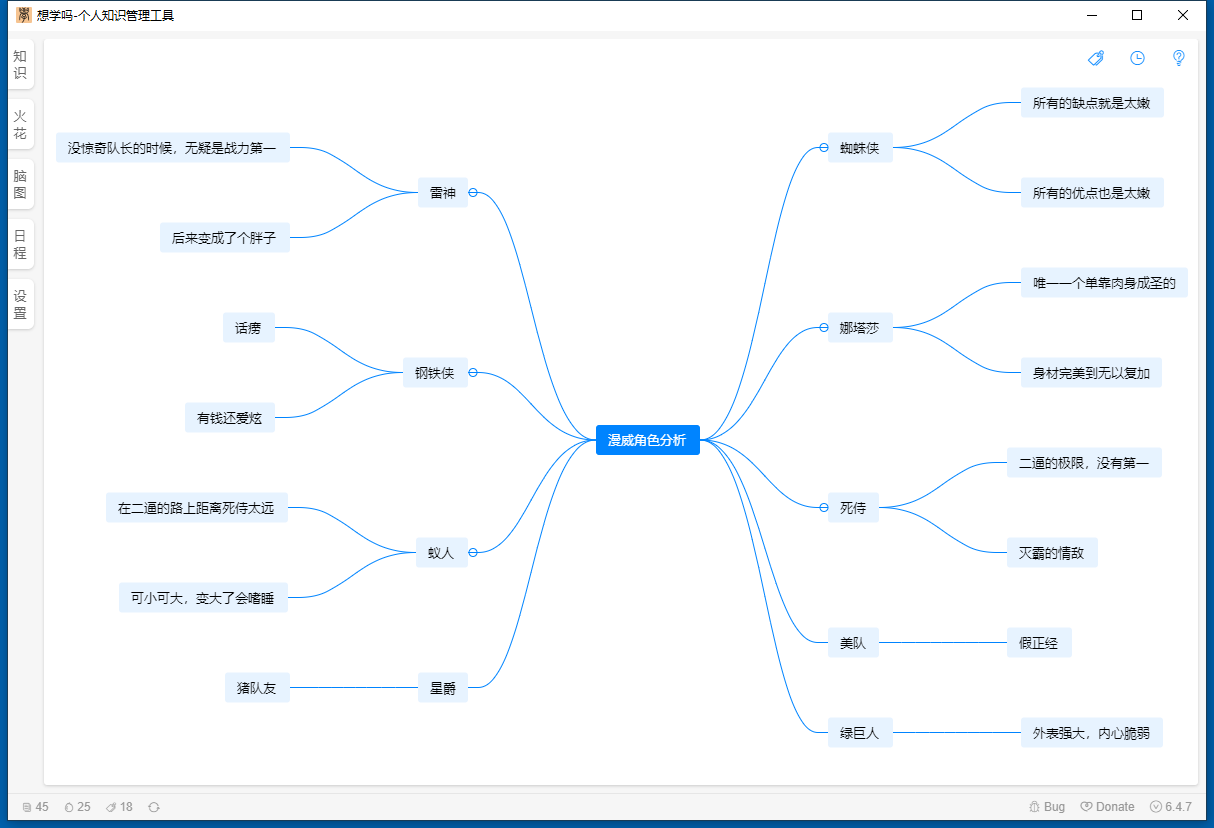 想学吗-个人知识管理工具
知
识
火
花
脑
图
日
程
设
置
漫威角色分析
雷神
没惊奇队长的时候，无疑是战力第一
后来变成了个胖子
钢铁侠
话痨
有钱还爱炫
蚁人
在二逼的路上距离死侍太远
可小可大，变大了会嗜睡
星爵
猪队友
蜘蛛侠
所有的缺点就是太嫩
所有的优点也是太嫩
娜塔莎
唯一一个单靠肉身成圣的
身材完美到无以复加
死侍
二逼的极限，没有第一
灭霸的情敌
美队
假正经
绿巨人
外表强大，内心脆弱
45 25 18 Bug Donate 6.4.7